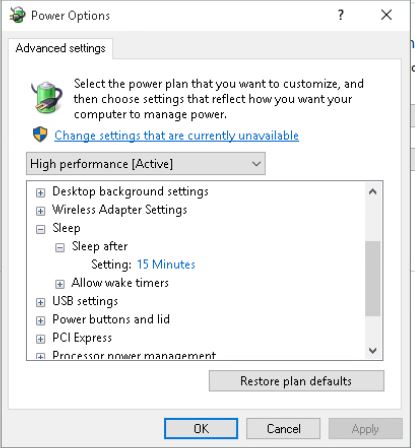 Power Options
?
Advanced settings
Select the power plan that you want to customize, and
then choose settings that reflect how you want your
computer to manage power.
Change settings that are currently unavailable
High performance [Active]
Desktop background settings
Wireless Adapter Settings
Sleep
Sleep after
Setting: 15 Minutes
Allow wake timers
USB settings
Power buttons and lid
PCI Express
Processor power management
Restore plan defaults
OK
Cancel
Apply